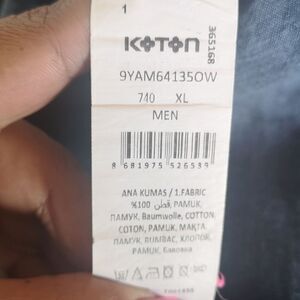 1
KOTON
365168
9YAM64135OW
740 XL
MEN
8 681975 526539
ANA KUMAS / 1.FABRIC
%100 قطن, PAMUK,
ПАМУК, Baumwolle, COTTON
COTON, PAMUK, МАҚТА
ПАМУК, BUMBAC, ХЛОПОК,
PAMUK, бавовна